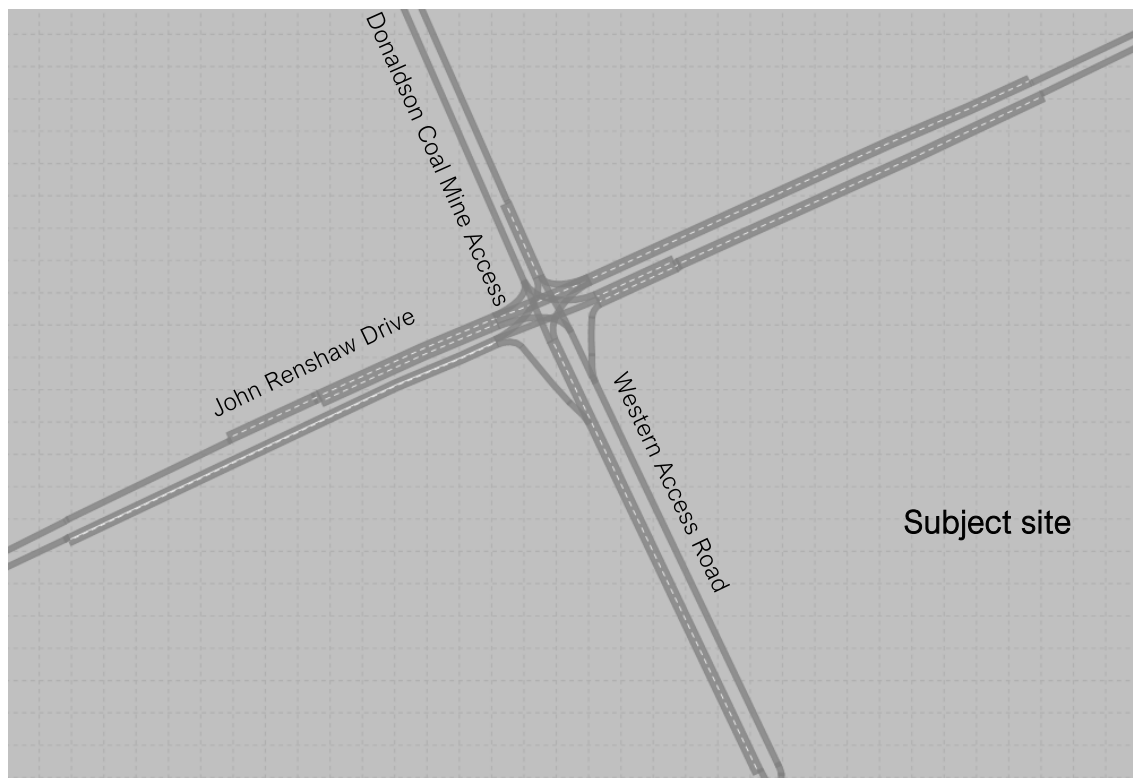 Donaldson Coal Mine Access
John Renshaw Drive
Western Access Road
Subject site